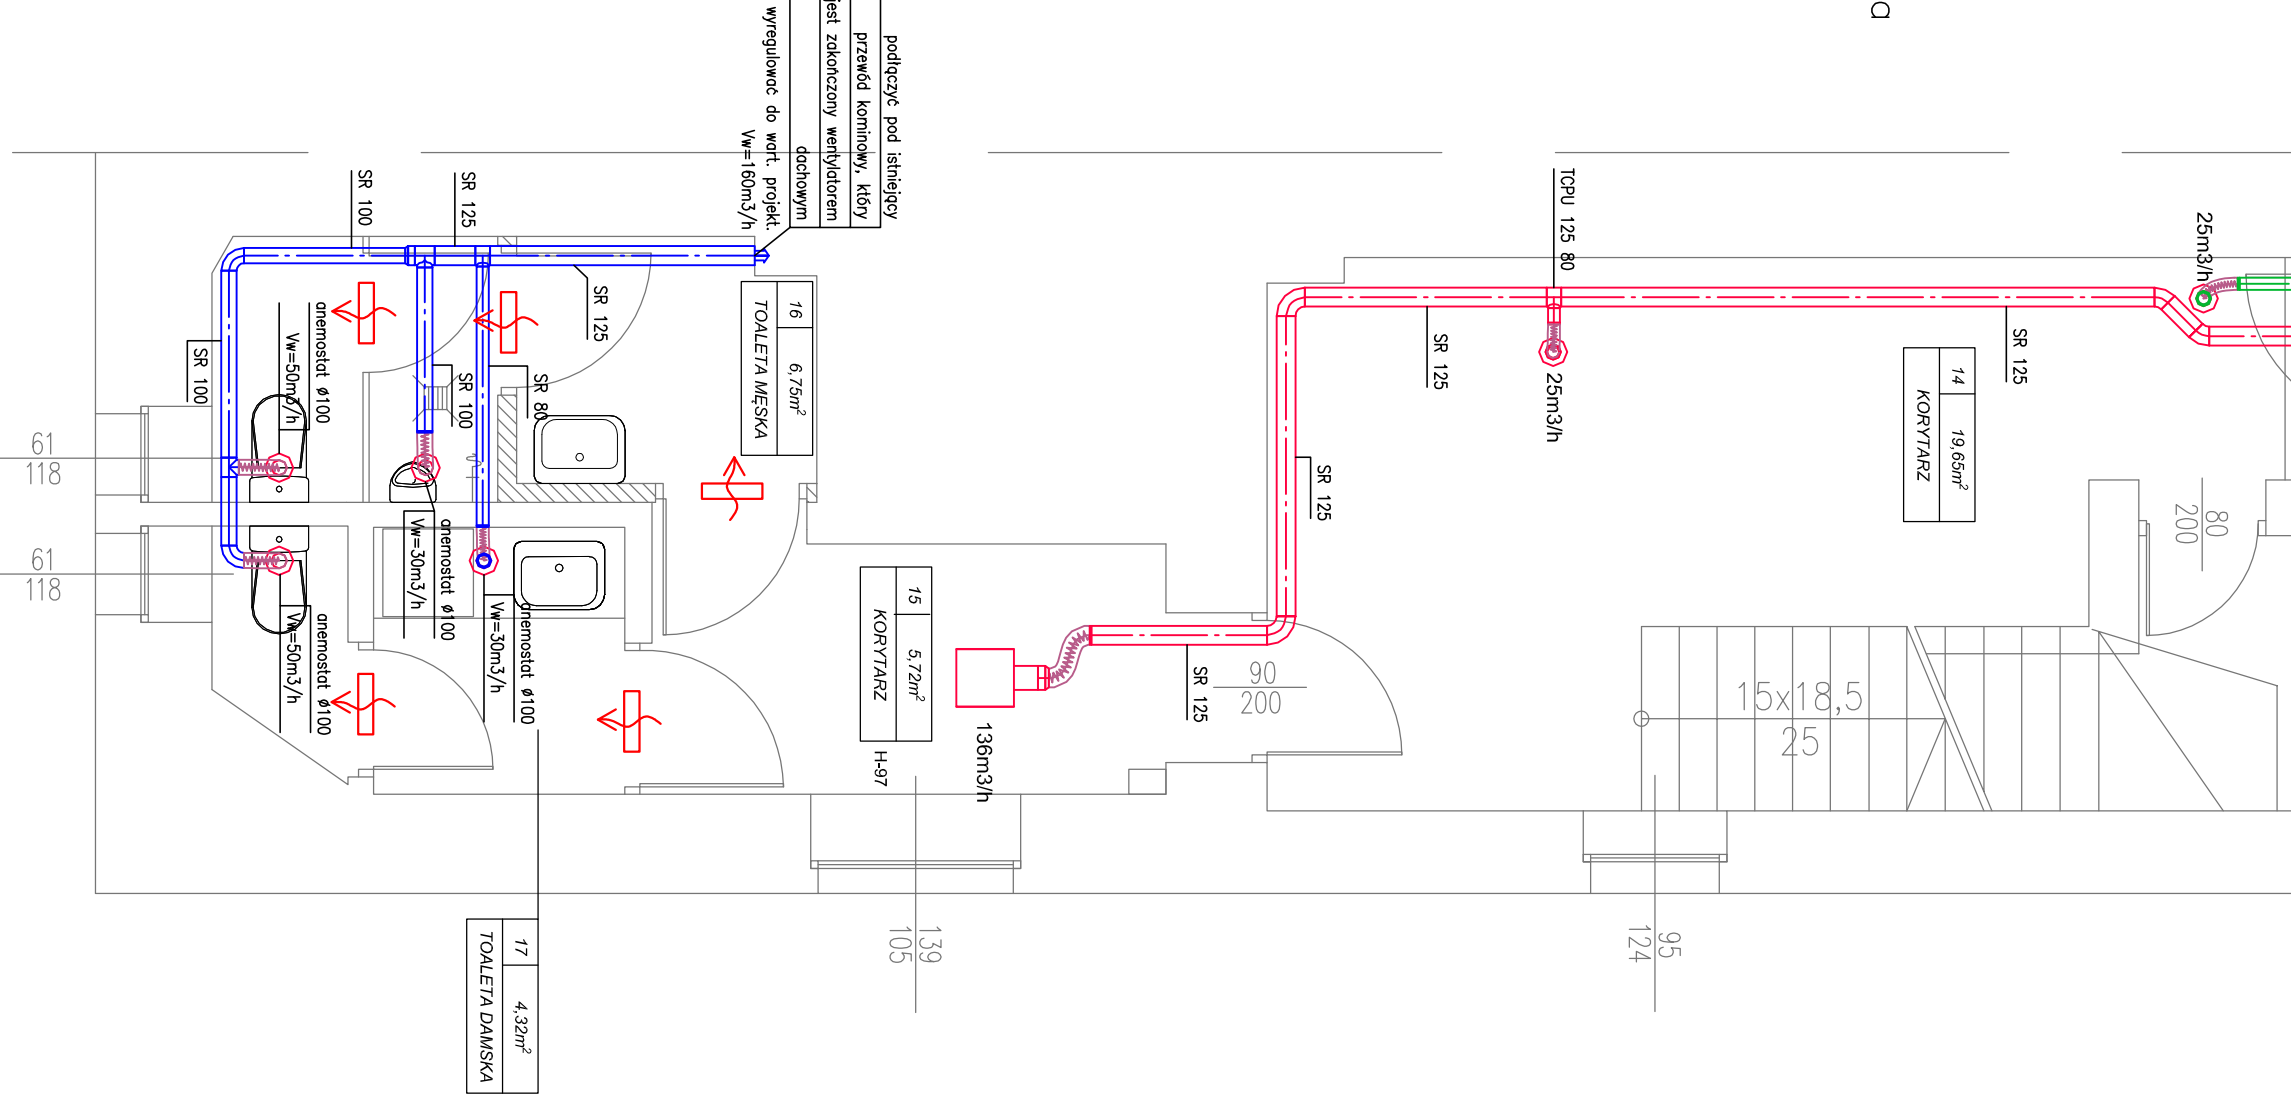 podłączyć pod istniejący
przewód kominowy, który
jest zakończony wentylatorem
dachowym
wyregulować do wart. projekt.
Vw=160m3/h
SR 100
SR 125
SR 125
SR 100
SR 100
SR 80
anemostat ø100
Vw=50m3/h
anemostat ø100
Vw=30m3/h
anemostat ø100
Vw=30m3/h
anemostat ø100
Vw=50m3/h
16 6,75m²
TOALETA MĘSKA
15 5,72m²
KORYTARZ
H-97
136m3/h
17 4,32m²
TOALETA DAMSKA
14 19,65m²
KORYTARZ
TCPU 125 80
25m3/h
25m3/h
SR 125
SR 125
SR 125
SR 125
61
118
61
118
90
200
80
200
15x18,5
25
139
105
95
124